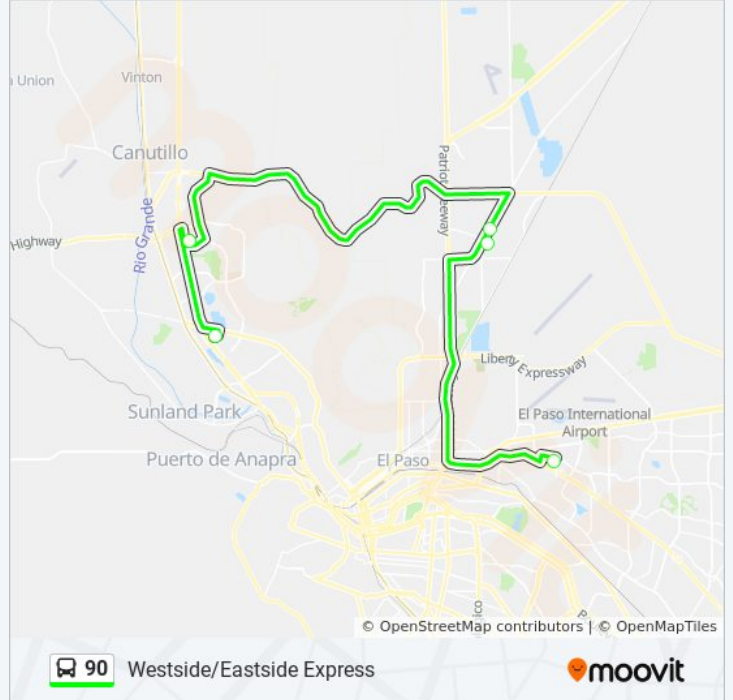 a Union
Vinton
Canutillo
Patriot Freeway
Rio Grande
Highway
Liberty Expressway
Sunland Park
El Paso International
Airport
Puerto de Anapra
El Paso
© OpenStreetMap contributors | © OpenMapTiles
90 Westside/Eastside Express
moovit